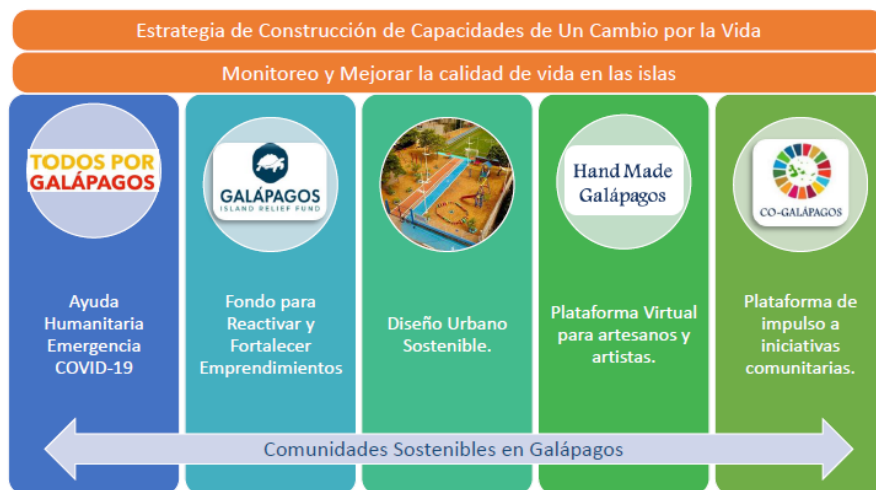 Estrategia de Construcción de Capacidades de Un Cambio por la Vida
Monitoreo y Mejorar la calidad de vida en las islas
TODOS POR
GALÁPAGOS
Ayuda
Humanitaria
Emergencia
COVID-19
GALÁPAGOS
ISLAND RELIEF FUND
Fondo para
Reactivar y
Fortalecer
Emprendimientos
Diseño Urbano
Sostenible.
Hand Made
Galápagos
Plataforma Virtual
para artesanos y
artistas.
CO-GALÁPAGOS
Plataforma de
impulso a
iniciativas
comunitarias.
Comunidades Sostenibles en Galápagos